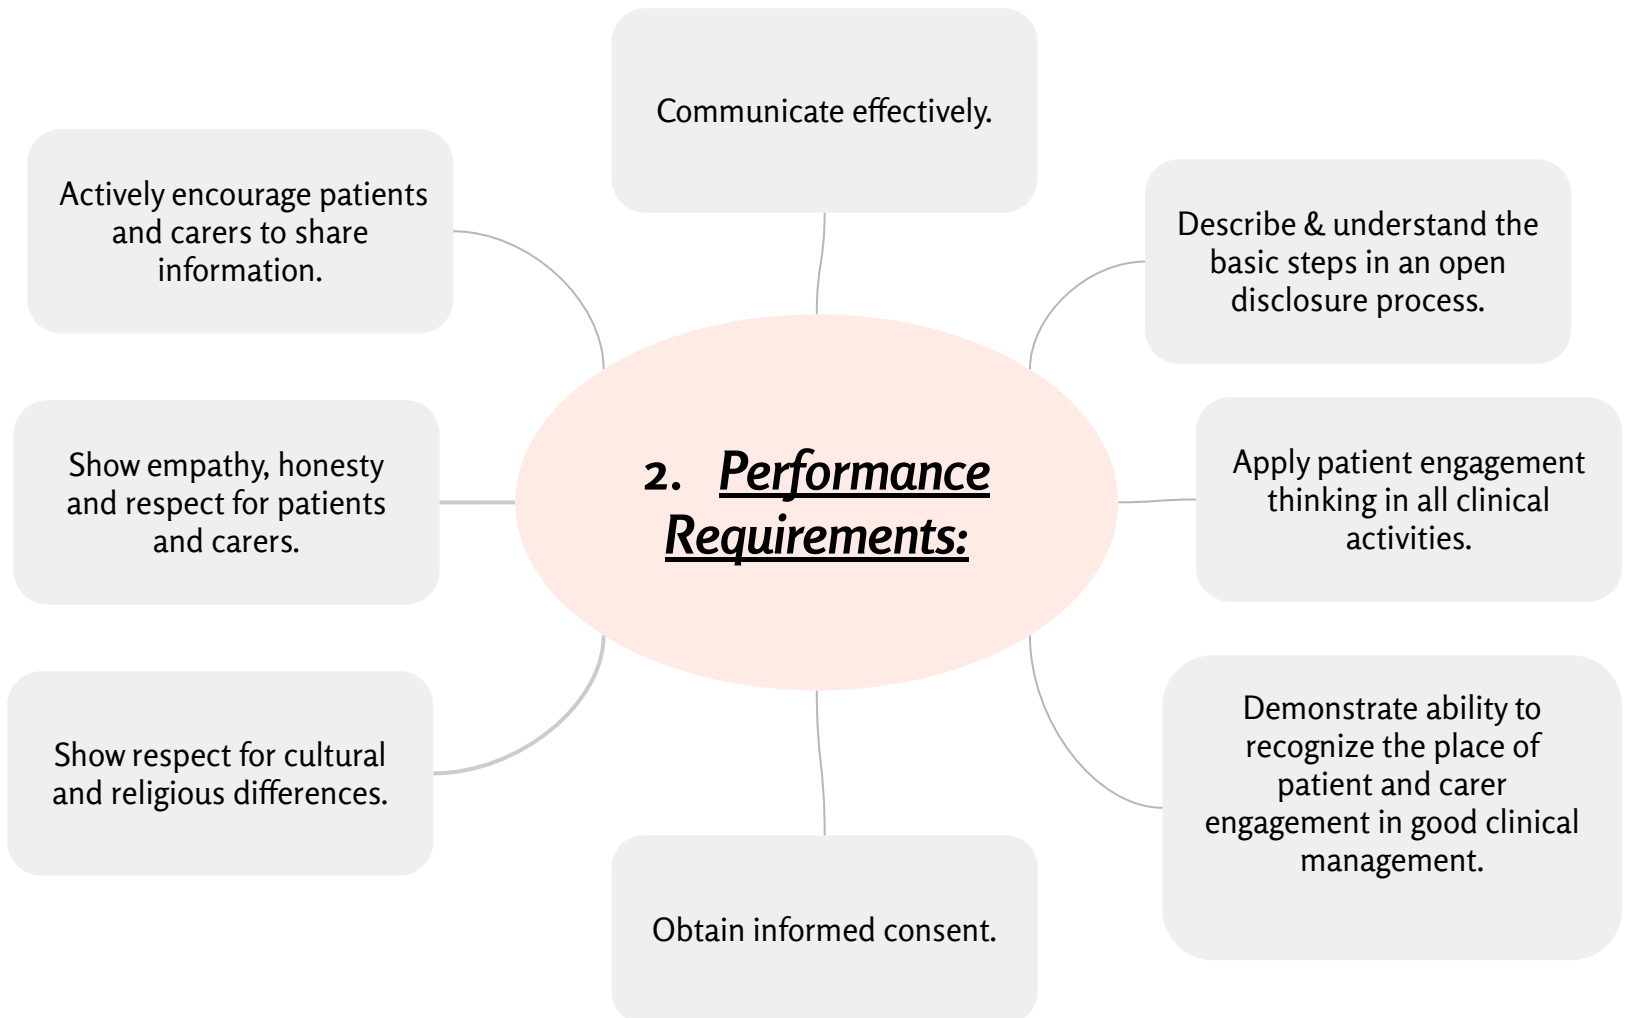 Communicate effectively.
Actively encourage patients
and carers to share
information.
Describe & understand the
basic steps in an open
disclosure process.
Show empathy, honesty
and respect for patients
and carers.
2. Performance
Requirements:
Apply patient engagement
thinking in all clinical
activities.
Show respect for cultural
and religious differences.
Demonstrate ability to
recognize the place of
patient and carer
engagement in good clinical
management.
Obtain informed consent.